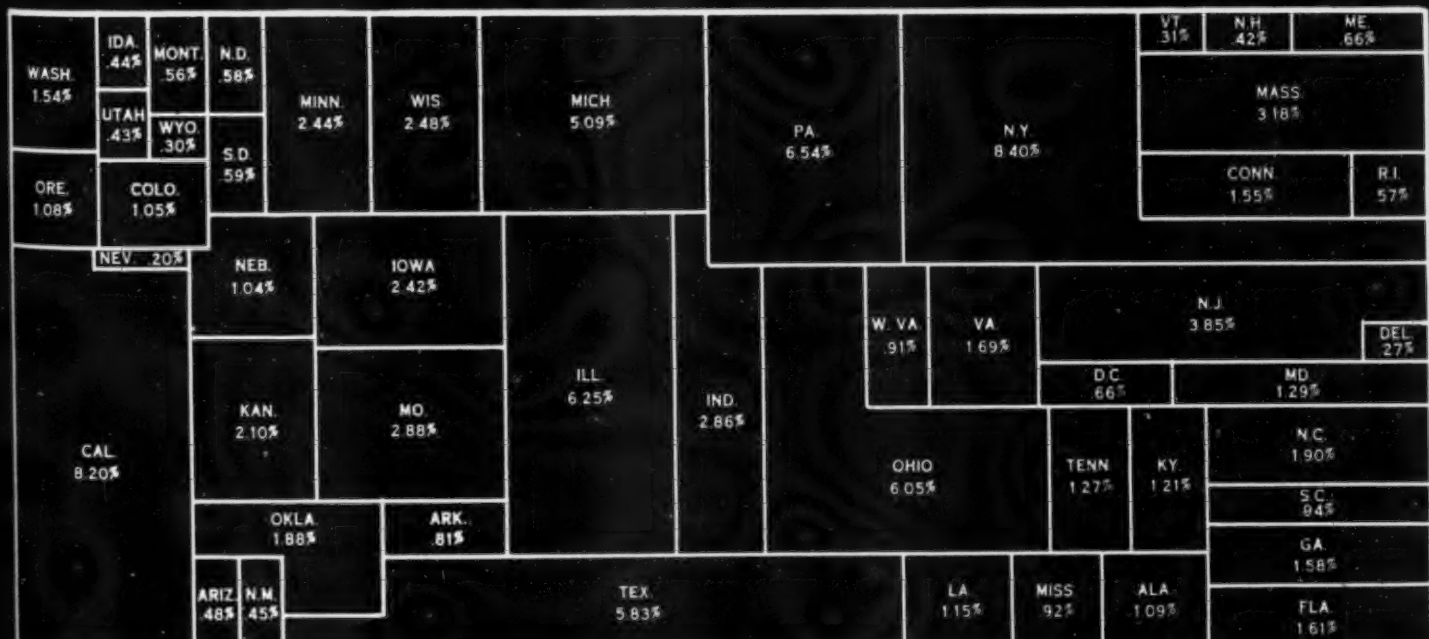 WASH.
1.54%
IDA.
.44%
MONT.
.56%
N.D.
.58%
UTAH
.43%
WYO.
.30%
S.D.
.59%
MINN.
2.44%
WIS
2.48%
MICH
5.09%
PA.
6.54%
N.Y.
8.40%
VT.
.31%
N.H.
.42%
ME.
.66%
MASS
3.18%
CONN.
1.55%
R.I.
.57%
ORE.
1.08%
COLO.
1.05%
NEV. .20%
NEB.
1.04%
IOWA
2.42%
ILL.
6.25%
IND.
2.86%
W. VA.
.91%
VA.
1.69%
N.J.
3.85%
DEL.
.27%
D.C.
.66%
MD.
1.29%
CAL.
8.20%
KAN.
2.10%
MO.
2.88%
OHIO
6.05%
TENN
1.27%
KY.
1.21%
N.C.
1.90%
S.C.
.94%
OKLA.
1.88%
ARK.
.81%
GA.
1.58%
ARIZ.
.48%
N.M.
.45%
TEX.
5.83%
LA.
1.15%
MISS
.92%
ALA.
1.09%
FLA.
1.61%